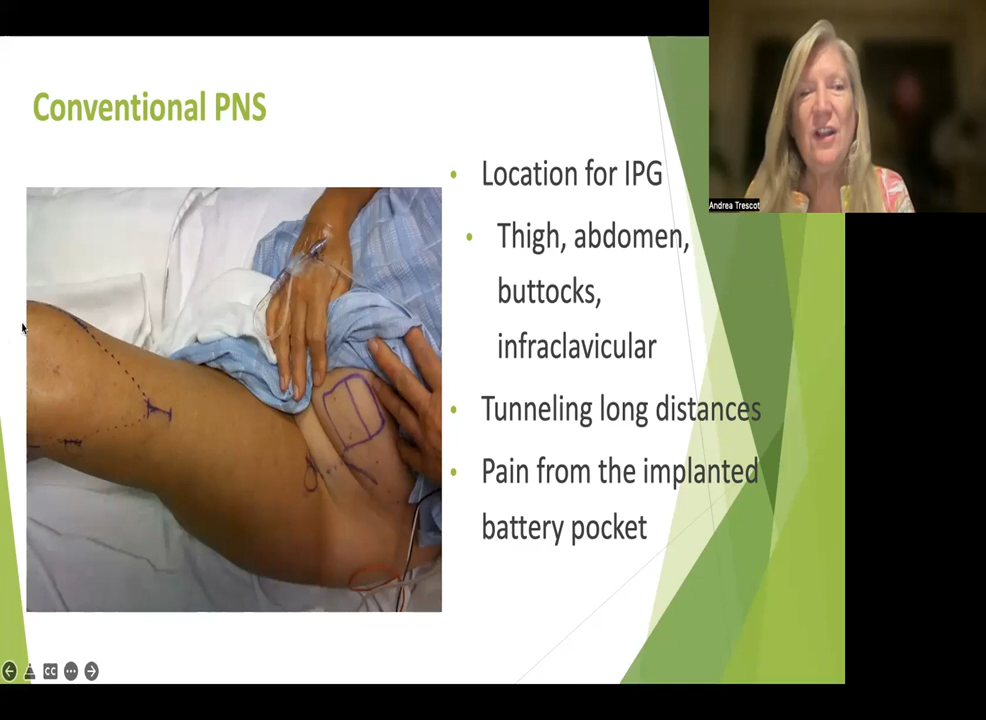 Conventional PNS
Location for IPG
Thigh, abdomen,
buttocks,
infraclavicular
Tunneling long distances
Pain from the implanted
battery pocket
Andrea Trescot
CC